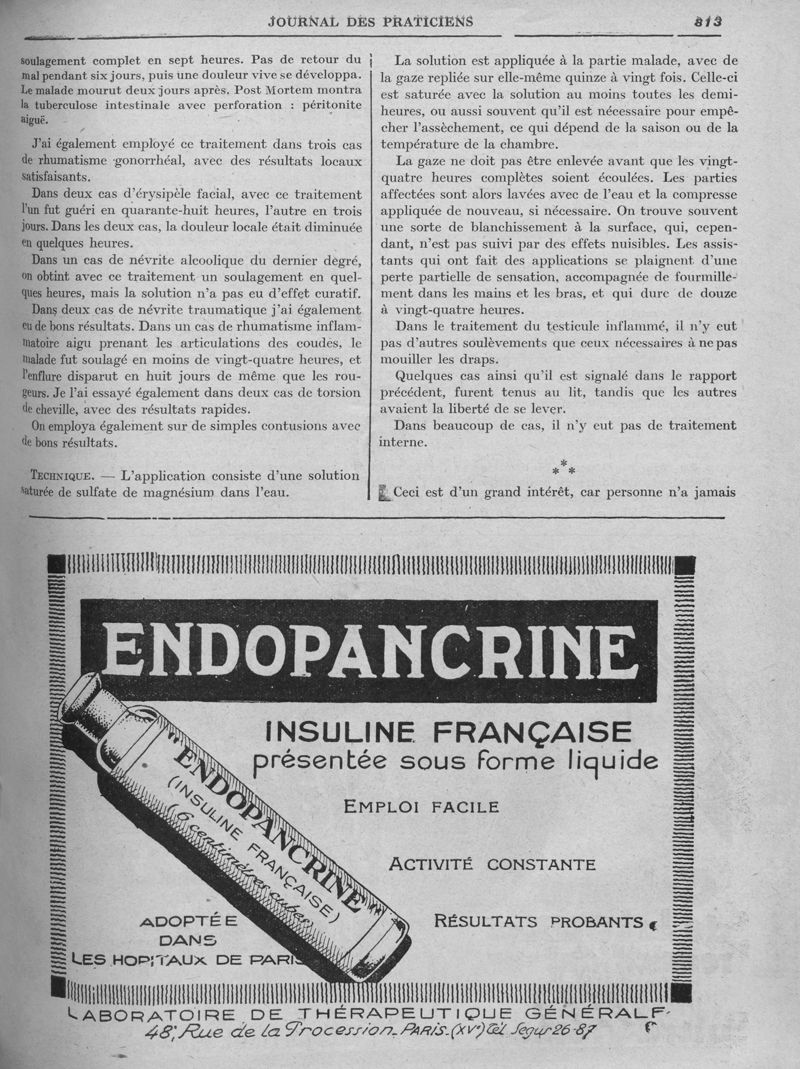 JOURNAL DES PRATICIENS 813
soulagement complet en sept heures. Pas de retour du
mal pendant six jours, puis une douleur vive se développa.
Le malade mourut deux jours après. Post Mortem montra
la tuberculose intestinale avec perforation : péritonite
aiguë.
J'ai également employé ce traitement dans trois cas
de rhumatisme gonorrhéal, avec des résultats locaux
satisfaisants.
Dans deux cas d'érysipèle facial, avec ce traitement
l'un fut guéri en quarante-huit heures, l'autre en trois
jours. Dans les deux cas, la douleur locale était diminuée
en quelques heures.
Dans un cas de névrite alcoolique du dernier degré,
on obtint avec ce traitement un soulagement en quel-
ques heures, mais la solution n'a pas eu d'effet curatif.
Dans deux cas de névrite traumatique j'ai également
eu de bons résultats. Dans un cas de rhumatisme inflam-
matoire aigu prenant les articulations des coudes, le
malade fut soulagé en moins de vingt-quatre heures, et
l'enflure disparut en huit jours de même que les rou-
geurs. Je l'ai essayé également dans deux cas de torsion
de cheville, avec des résultats rapides.
On employa également sur de simples contusions avec
de bons résultats.
TECHNIQUE. — L'application consiste d'une solution
saturée de sulfate de magnésium dans l'eau.
La solution est appliquée à la partie malade, avec de
la gaze repliée sur elle-même quinze à vingt fois. Celle-ci
est saturée avec la solution au moins toutes les demi-
heures, ou aussi souvent qu'il est nécessaire pour empê-
cher l'assèchement, ce qui dépend de la saison ou de la
température de la chambre.
La gaze ne doit pas être enlevée avant que les vingt-
quatre heures complètes soient écoulées. Les parties
affectées sont alors lavées avec de l'eau et la compresse
appliquée de nouveau, si nécessaire. On trouve souvent
une sorte de blanchissement à la surface, qui, cepen-
dant, n'est pas suivi par des effets nuisibles. Les assis-
tants qui ont fait des applications se plaignent d'une
perte partielle de sensation, accompagnée de fourmille-
ment dans les mains et les bras, et qui dure de douze
à vingt-quatre heures.
Dans le traitement du testicule inflammé, il n'y eut
pas d'autres soulèvements que ceux nécessaires à ne pas
mouiller les draps.
Quelques cas ainsi qu'il est signalé dans le rapport
précédent, furent tenus au lit, tandis que les autres
avaient la liberté de se lever.
Dans beaucoup de cas, il n'y eut pas de traitement
interne.
*
* *
Ceci est d'un grand intérêt, car personne n'a jamais
ENDOPANCRINE
INSULINE FRANÇAISE
présentée sous forme liquide
EMPLOI FACILE
ACTIVITÉ CONSTANTE
RÉSULTATS PROBANTS
"ENDOPANCRINE"
(INSULINE FRANÇAISE)
(6 centimètres cubes)
ADOPTÉE
DANS
LES HOPITAUX DE PARIS
LABORATOIRE DE THÉRAPEUTIQUE GÉNÉRALE
48, Rue de la Procession. PARIS. (XVe) Tél. Ségur 26-87